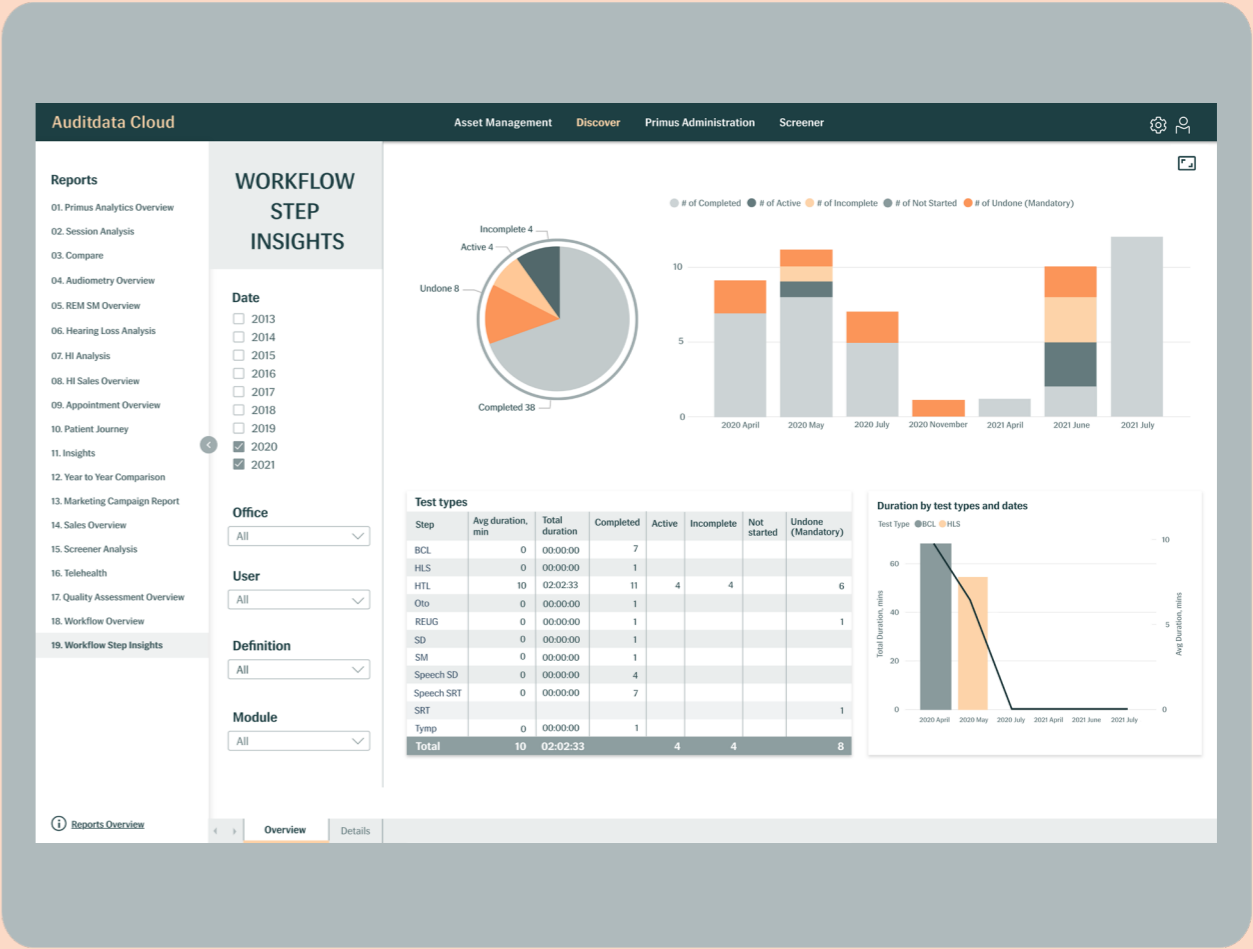 Auditdata Cloud
Asset Management Discover Primus Administration Screener
Reports
01. Primus Analytics Overview
02. Session Analysis
03. Compare
04. Audiometry Overview
05. REM SM Overview
06. Hearing Loss Analysis
07. HI Analysis
08. HI Sales Overview
09. Appointment Overview
10. Patient Journey
11. Insights
12. Year to Year Comparison
13. Marketing Campaign Report
14. Sales Overview
15. Screener Analysis
16. Telehealth
17. Quality Assessment Overview
18. Workflow Overview
19. Workflow Step Insights
Reports Overview
WORKFLOW
STEP
INSIGHTS
Date
2013
2014
2015
2016
2017
2018
2019
2020
2021
Office
All
User
All
Definition
All
Module
All
Overview Details
Incomplete 4
Active 4
Undone 8
Completed 38
# of Completed # of Active # of Incomplete # of Not Started # of Undone (Mandatory)
10
5
0
2020 April 2020 May 2020 July 2020 November 2021 April 2021 June 2021 July
Test types
Step Avg duration, min Total duration Completed Active Incomplete Not started Undone (Mandatory)
BCL 0 00:00:00 7
HLS 0 00:00:00 1
HTL 10 02:02:33 11 4 4 6
Oto 0 00:00:00 1
REUG 0 00:00:00 1 1
SD 0 00:00:00 1
SM 0 00:00:00 1
Speech SD 0 00:00:00 4
Speech SRT 0 00:00:00 7
SRT 1
Tymp 0 00:00:00 1
Total 10 02:02:33 4 4 8
Duration by test types and dates
Test Type BCL HLS
Total Duration, mins
60
40
20
0
10
5
0
Avg Duration, mins
2020 April 2020 May 2020 July 2021 April 2021 June 2021 July